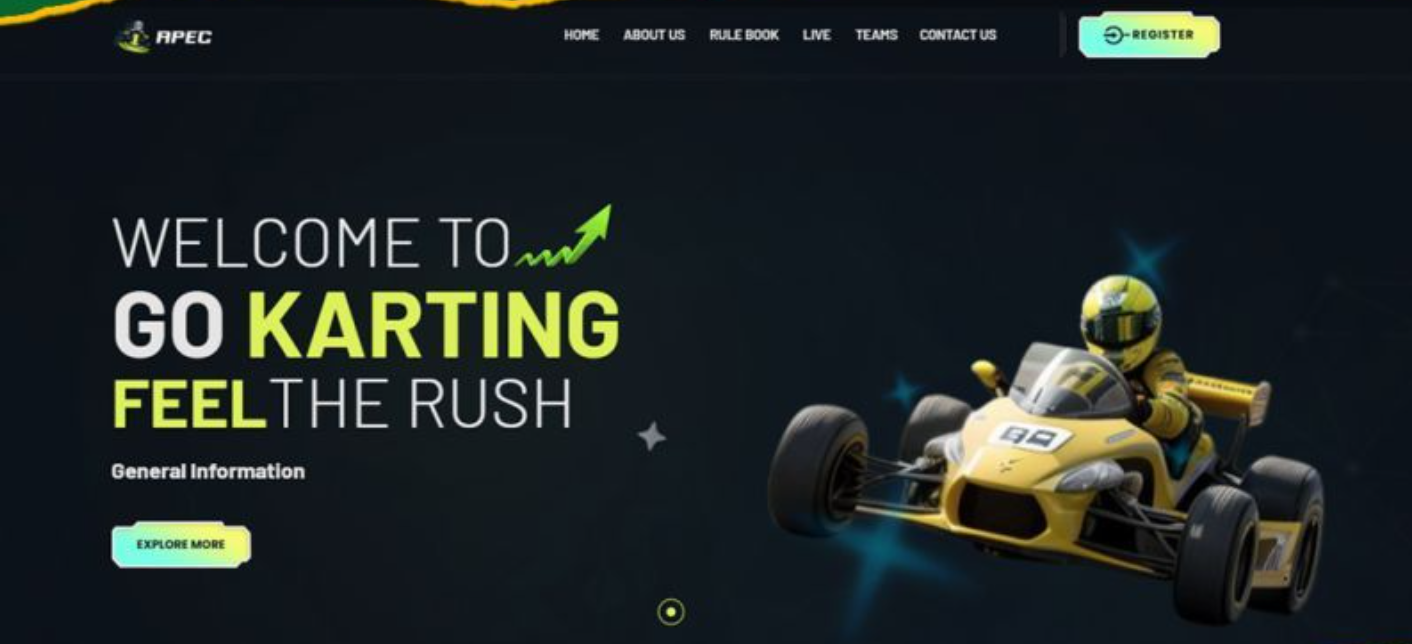 APEC
HOME ABOUT US RULE BOOK LIVE TEAMS CONTACT US
REGISTER
WELCOME TO
GO KARTING
FEEL THE RUSH
General Information
EXPLORE MORE